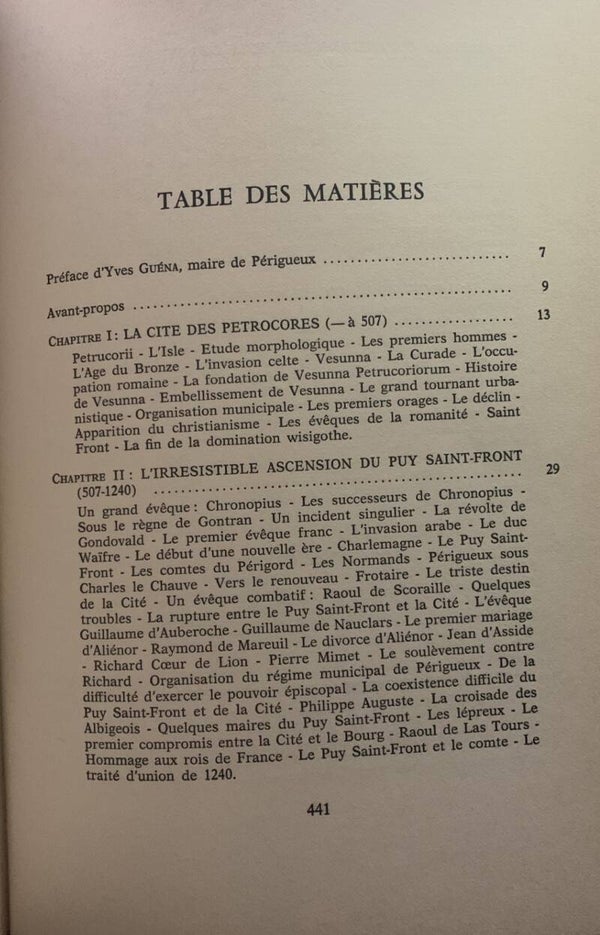 TABLE DES MATIÈRES
Préface d'Yves GUÉNA, maire de Périgueux .............................. 7
Avant-propos .............................................................. 9
CHAPITRE I : LA CITE DES PETROCORES (— à 507) ................. 13
Petrucorii - L'Isle - Etude morphologique - Les premiers hommes -
L'Age du Bronze - L'invasion celte - Vesunna - La Curade - L'occu-
pation romaine - La fondation de Vesunna Petrucoriorum - Histoire
de Vesunna - Embellissement de Vesunna - Le grand tournant urba-
nistique - Organisation municipale - Les premiers orages - Le déclin -
Apparition du christianisme - Les évêques de la romanité - Saint
Front - La fin de la domination wisigothe.
CHAPITRE II : L'IRRESISTIBLE ASCENSION DU PUY SAINT-FRONT
(507-1240) .......................................................... 29
Un grand évêque : Chronopius - Les successeurs de Chronopius -
Sous le règne de Gontran - Un incident singulier - La révolte de
Gondovald - Le premier évêque franc - L'invasion arabe - Le duc
Waïfre - Le début d'une nouvelle ère - Charlemagne - Le Puy Saint-
Front - Les comtes du Périgord - Les Normands - Périgueux sous
Charles le Chauve - Vers le renouveau - Frotaire - Le triste destin
de la Cité - Un évêque combatif : Raoul de Scoraille - Quelques
troubles - La rupture entre le Puy Saint-Front et la Cité - L'évêque
Guillaume d'Auberoche - Guillaume de Nauclars - Le premier mariage
d'Aliénor - Raymond de Mareuil - Le divorce d'Aliénor - Jean d'Asside
- Richard Cœur de Lion - Pierre Mimet - Le soulèvement contre
Richard - Organisation du régime municipal de Périgueux - De la
difficulté d'exercer le pouvoir épiscopal - La coexistence difficile du
Puy Saint-Front et de la Cité - Philippe Auguste - La croisade des
Albigeois - Quelques maires du Puy Saint-Front - Les lépreux - Le
premier compromis entre la Cité et le Bourg - Raoul de Las Tours -
Hommage aux rois de France - Le Puy Saint-Front et le comte - Le
traité d'union de 1240.
441